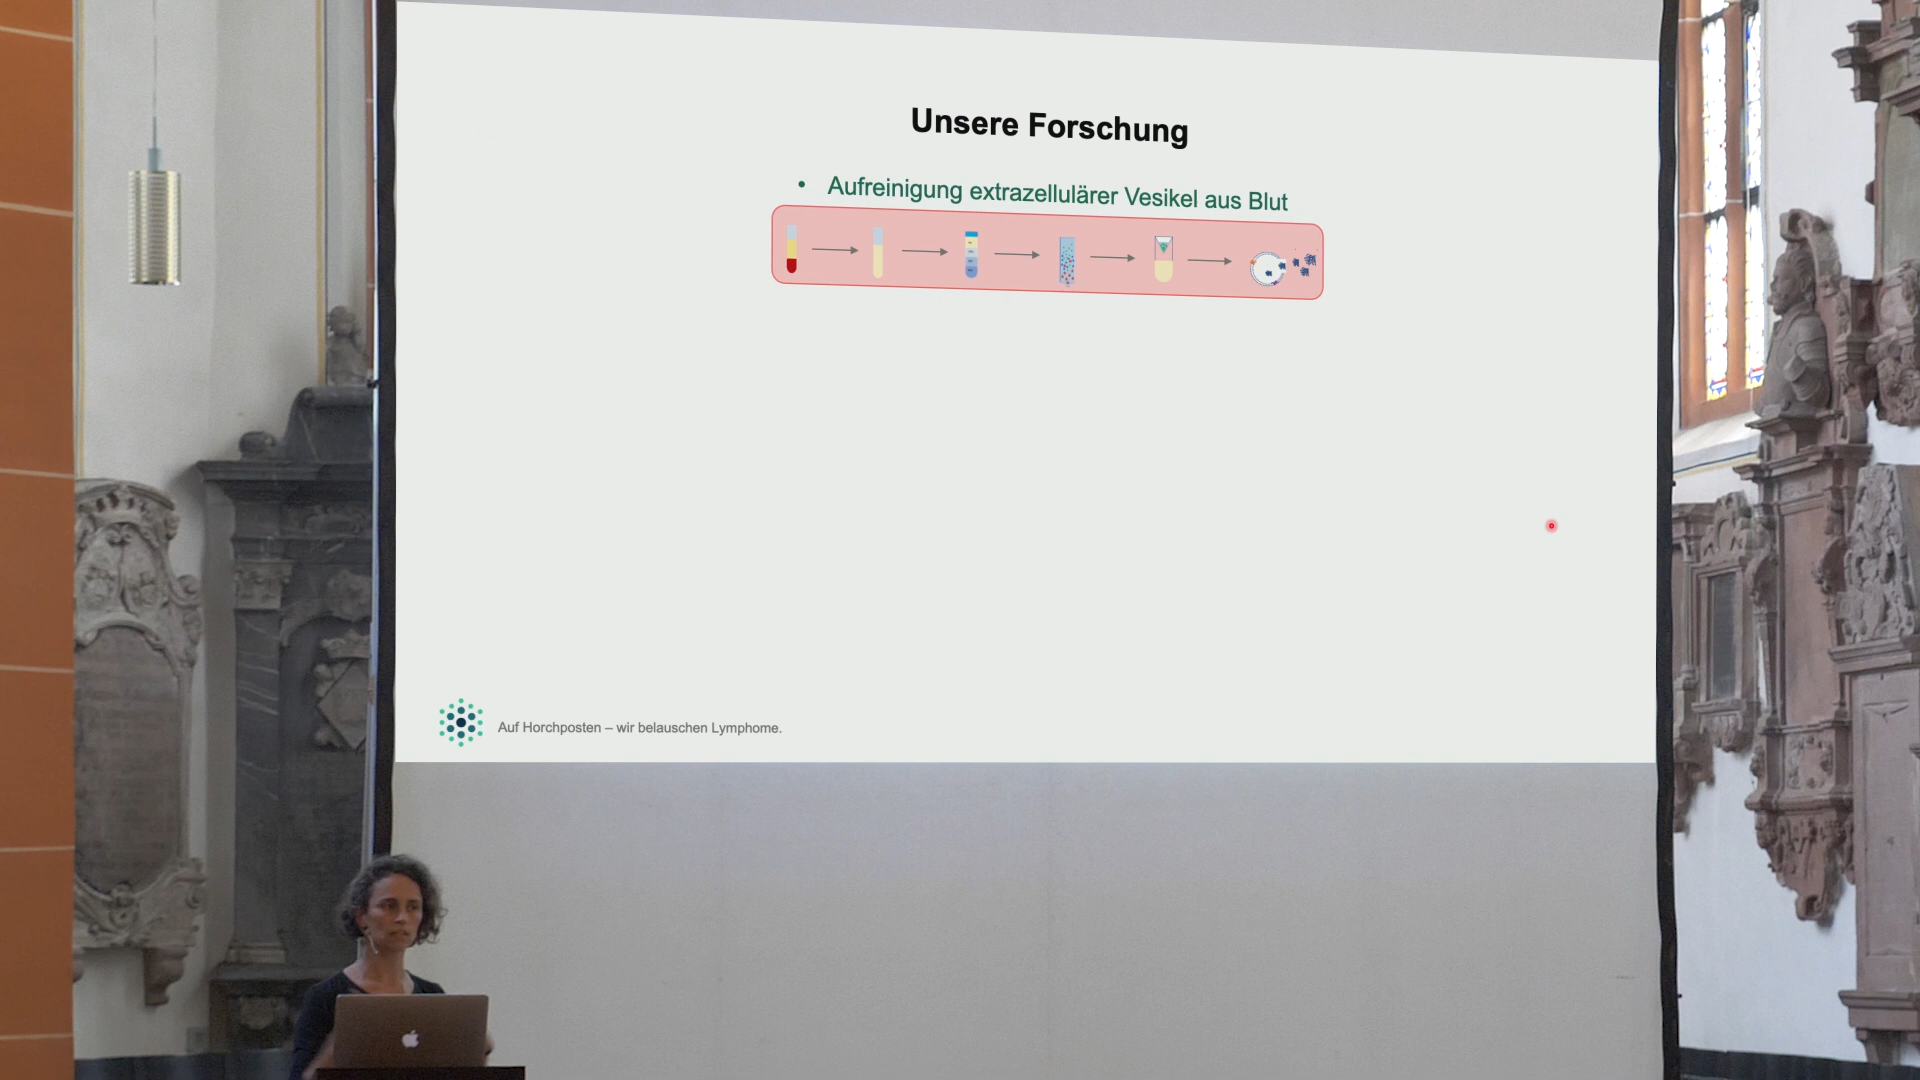 Unsere Forschung
• Aufreinigung extrazellulärer Vesikel aus Blut
Auf Horchposten – wir belauschen Lymphome.